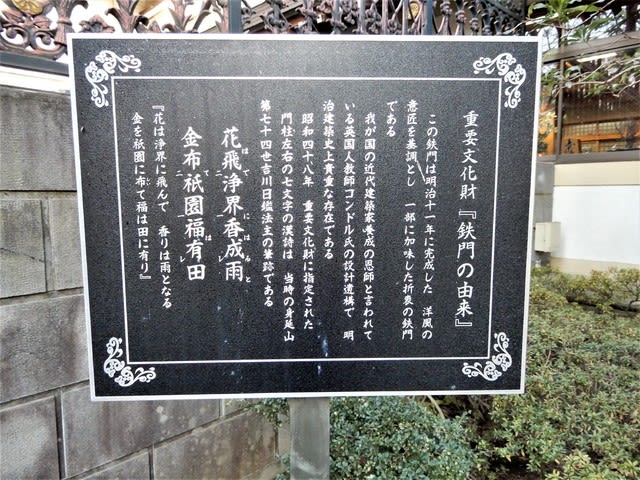 重要文化財『鉄門の由来』
この鉄門は明治十一年に完成した 洋風の
意匠を基調とし 一部に加味した折衷の鉄門
である
我が国の近代建築家養成の恩師と言われて
いる英国人教師コンドル氏の設計遺構で 明
治建築史上貴重な存在である
昭和四十八年 重要文化財に指定された
門柱左右の七文字の漢詩は 当時の身延山
第七十四世吉川日鑑法主の筆跡である
花飛浄界香成雨
金布祇園福有田
『花は浄界に飛んで 香りは雨となる
金を祇園に布て 福は田に有り』